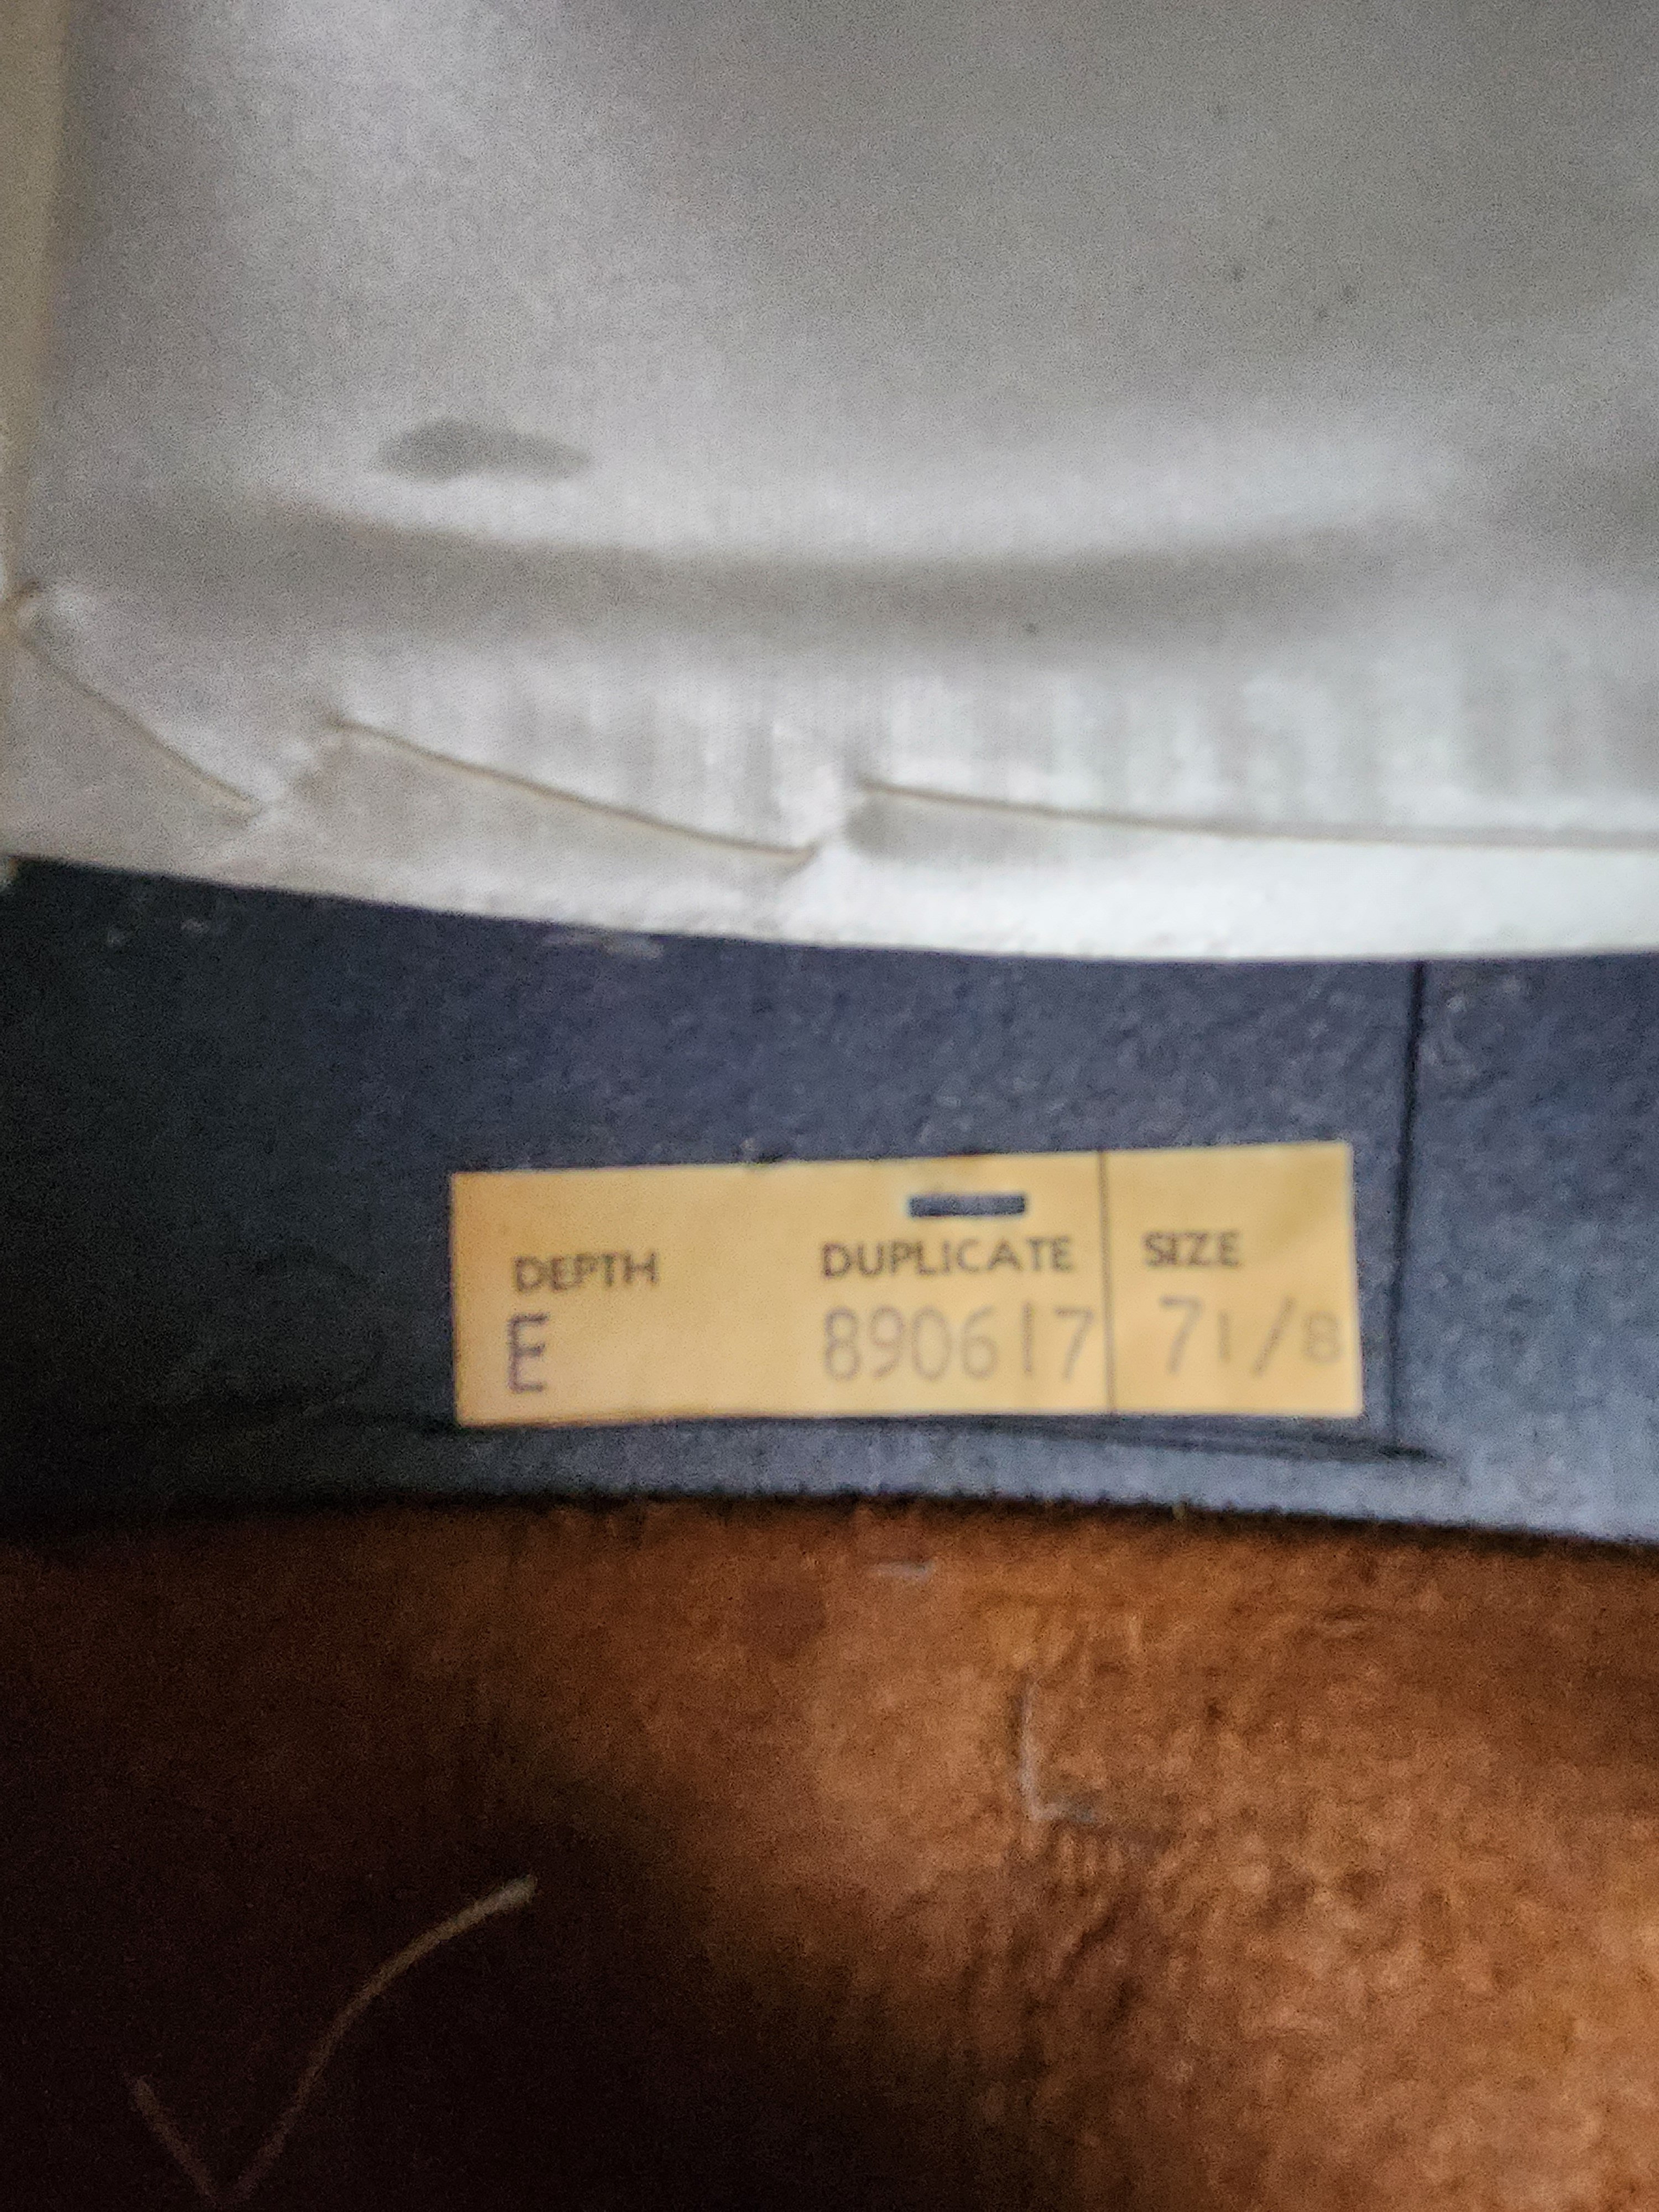 DEPTH DUPLICATE SIZE
E 890617 7 1/8